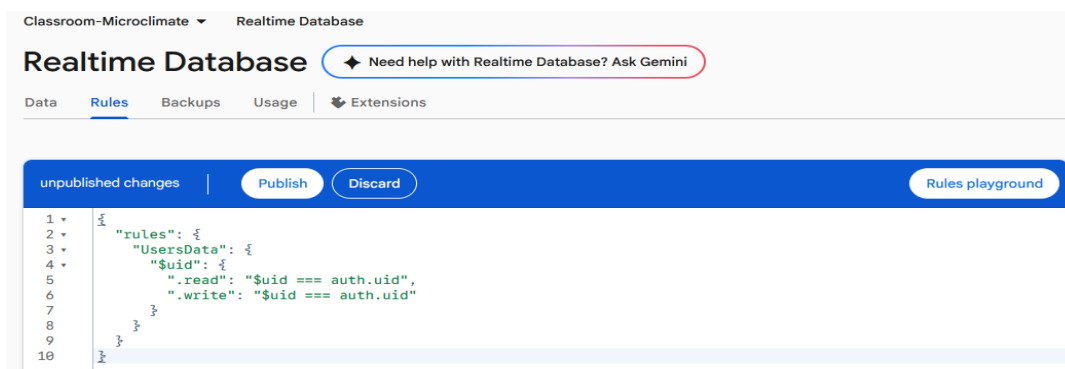 Classroom-Microclimate Realtime Database
Realtime Database Need help with Realtime Database? Ask Gemini
Data Rules Backups Usage Extensions
unpublished changes Publish Discard Rules playground
1 {
2 "rules": {
3 "UsersData": {
4 "$uid": {
5 ".read": "$uid === auth.uid",
6 ".write": "$uid === auth.uid"
7 }
8 }
9 }
10 }